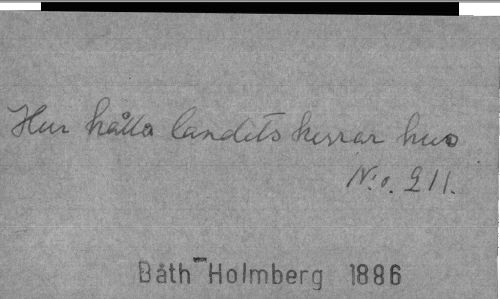 Hur hålla landets herrar hus
N:o. 211.
Båth-Holmberg 1886